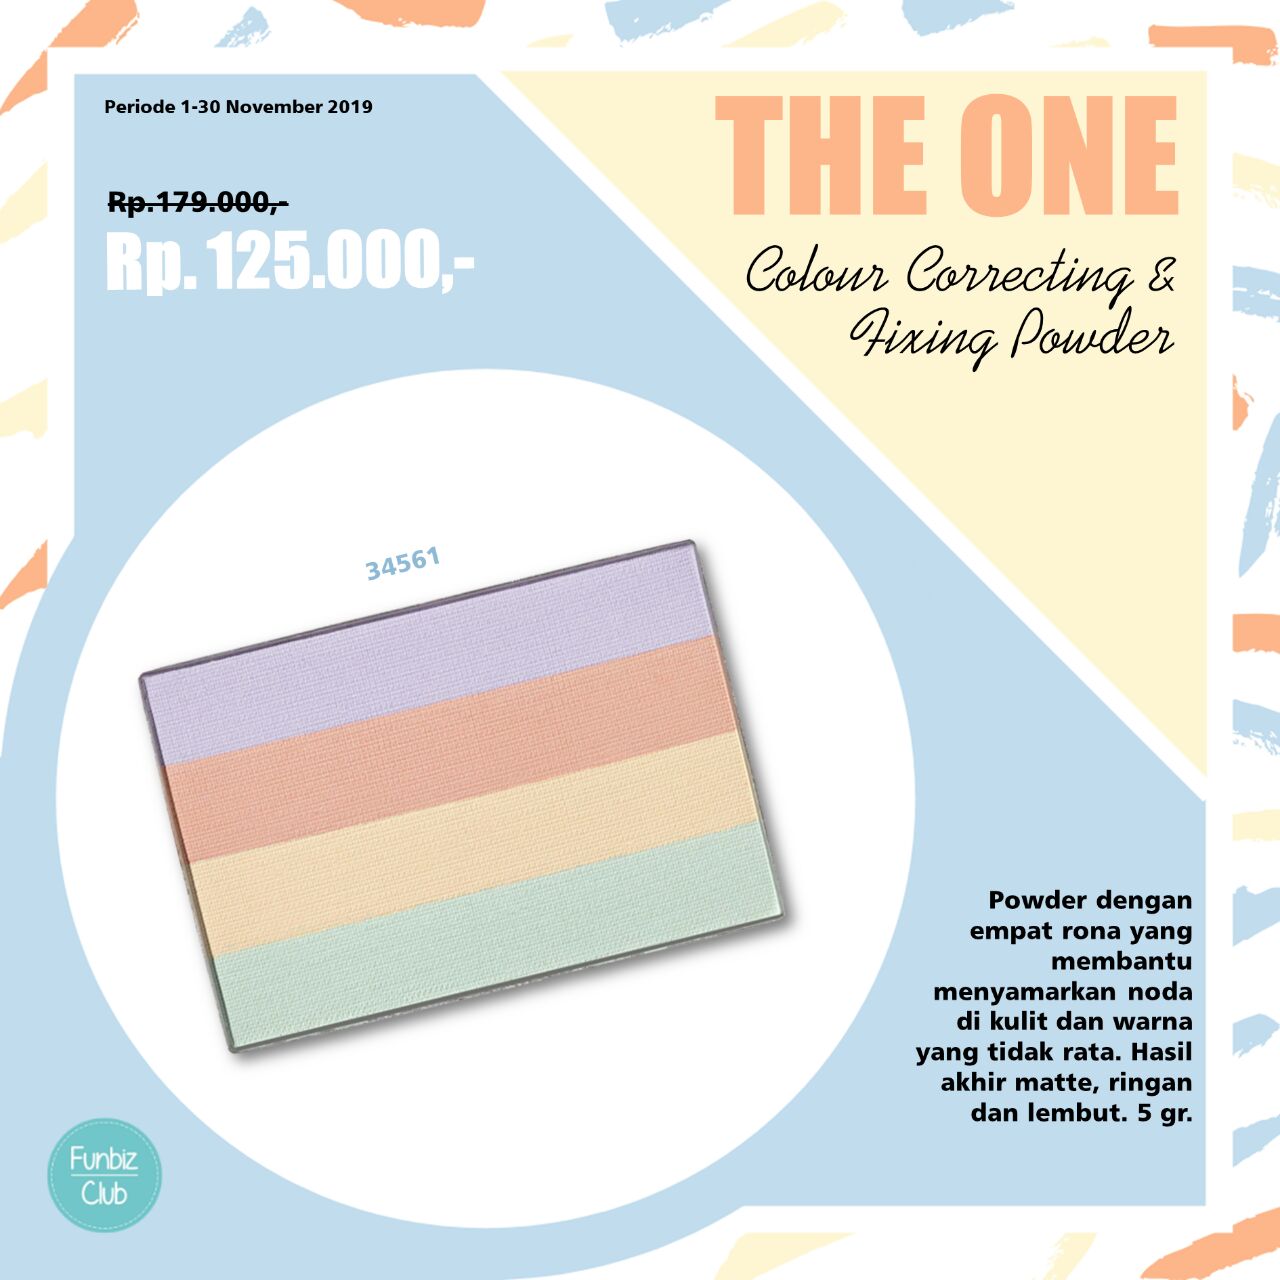 Periode 1-30 November 2019
Rp.179.000,-
Rp. 125.000,-
THE ONE
Colour Correcting &
Fixing Powder
34561
Powder dengan
empat rona yang
membantu
menyamarkan noda
di kulit dan warna
yang tidak rata. Hasil
akhir matte, ringan
dan lembut. 5 gr.
Funbiz
Club